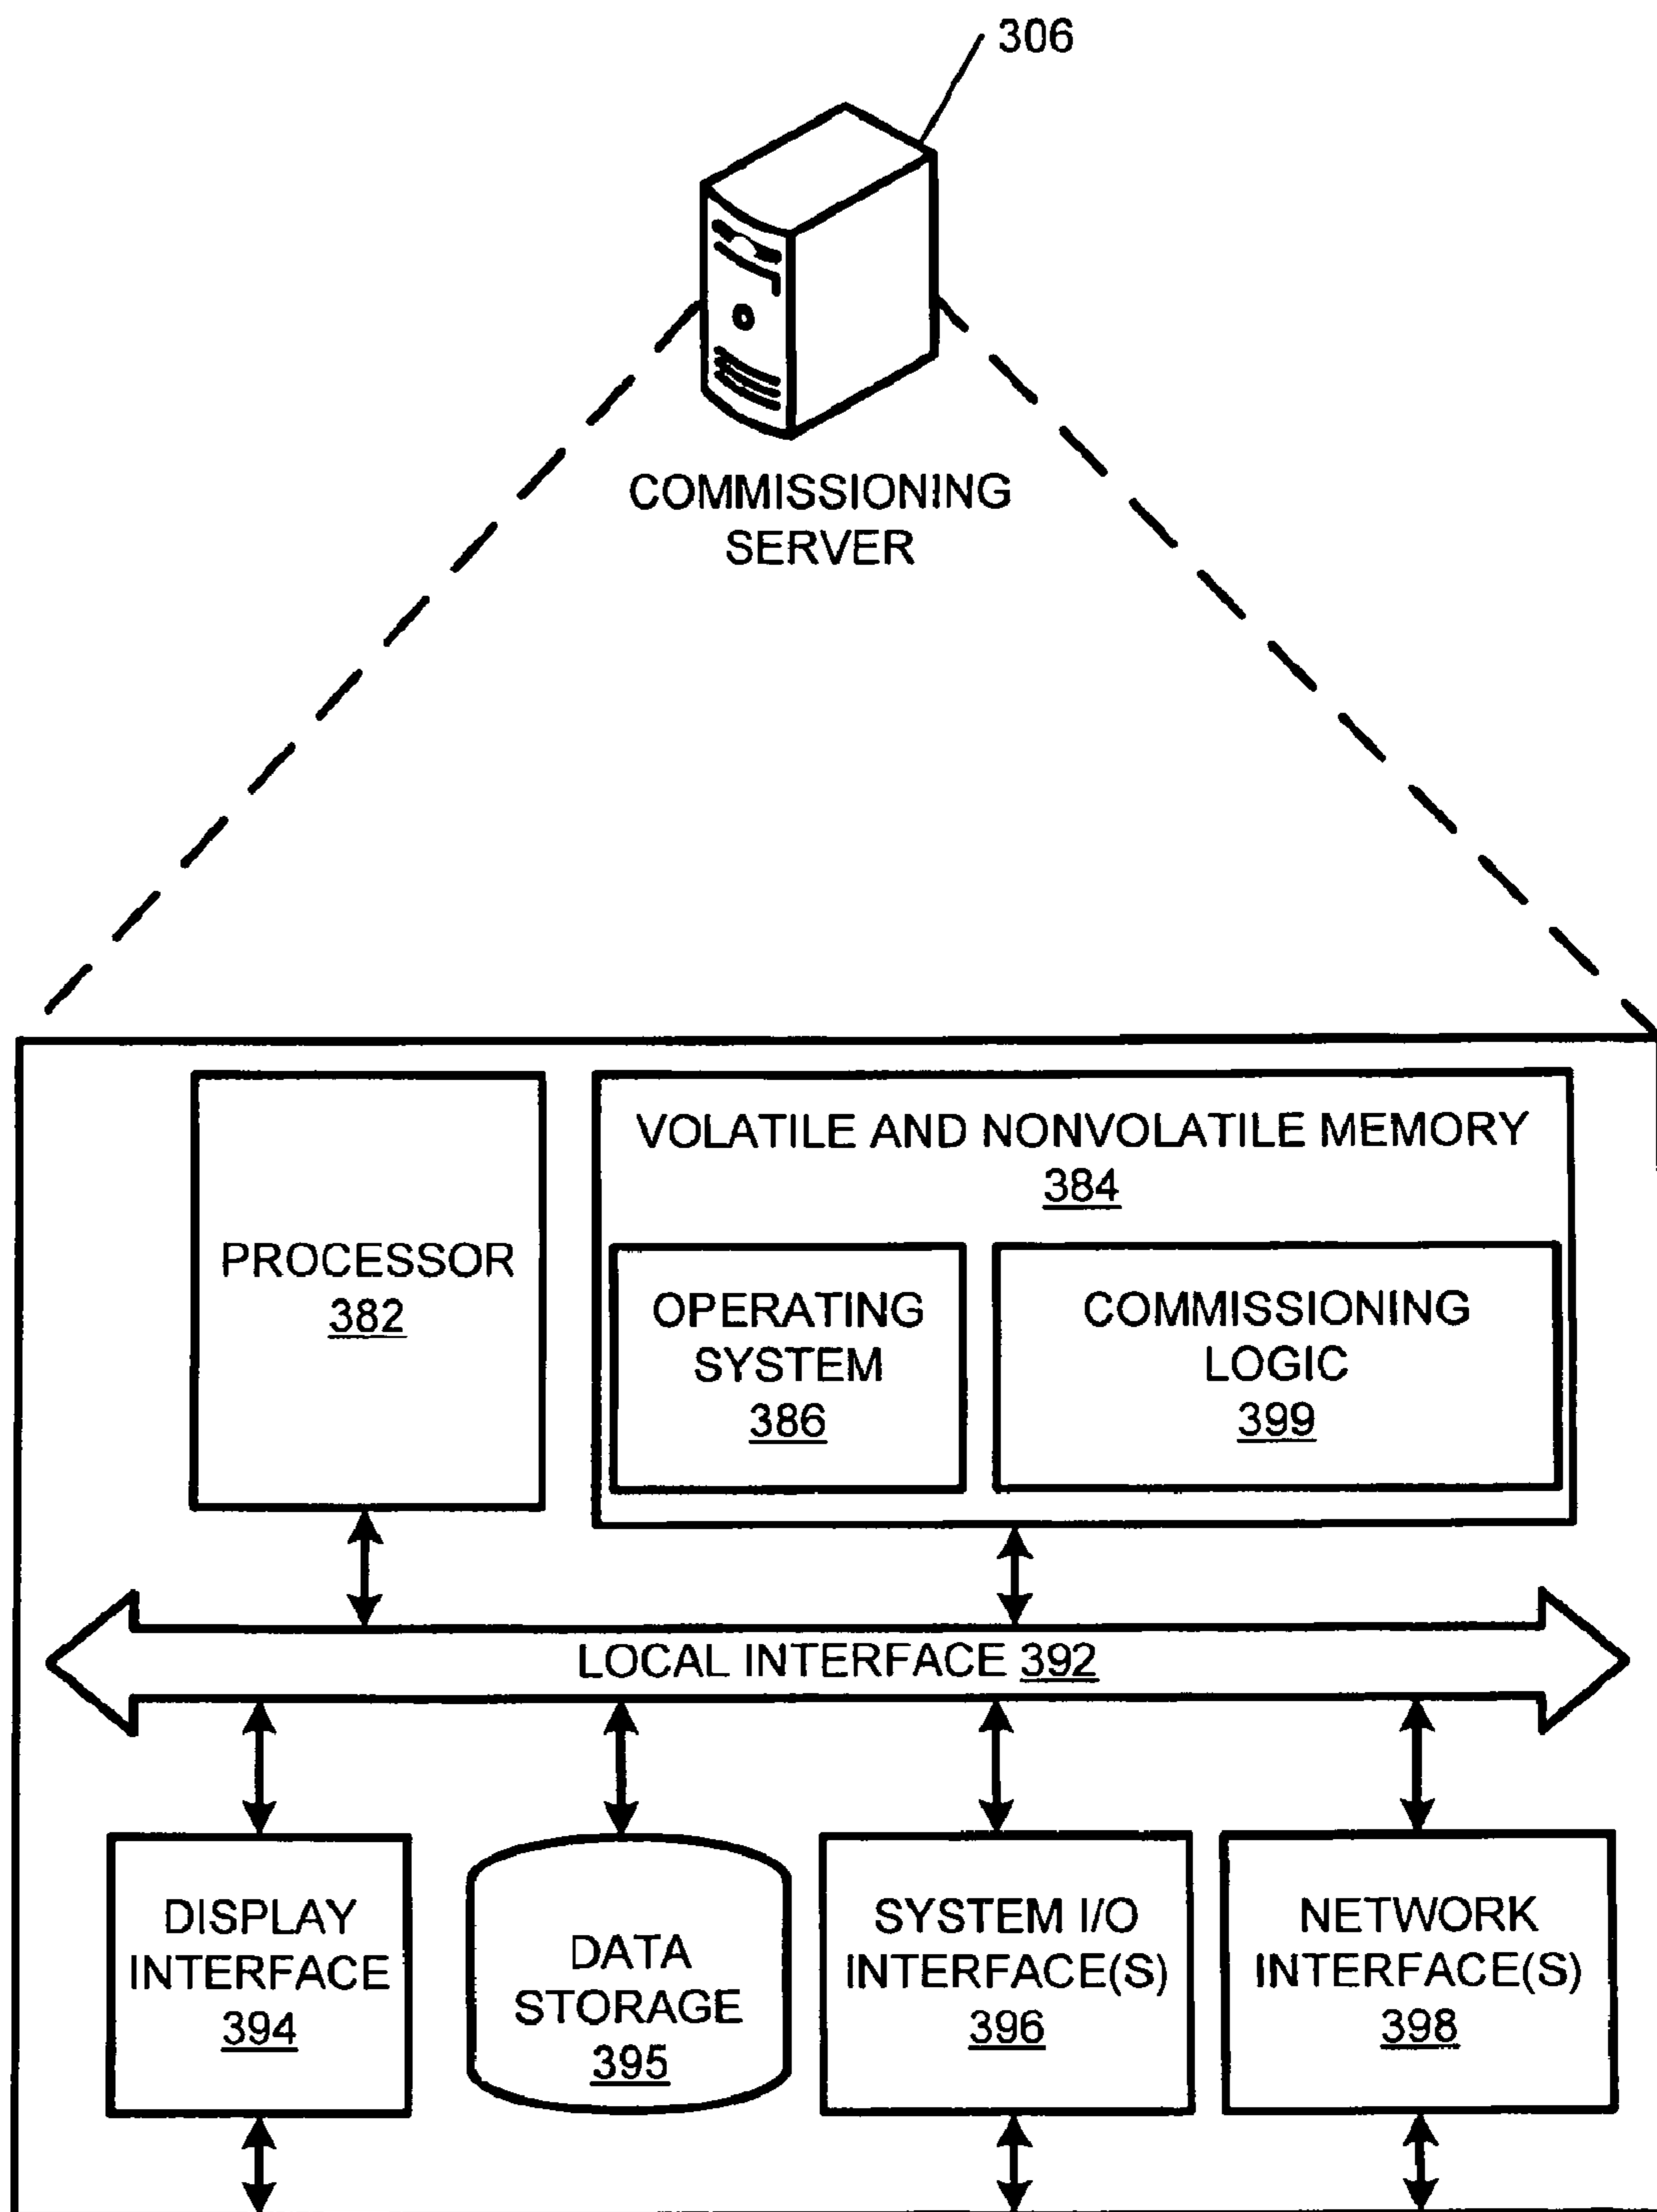 306
COMMISSIONING
SERVER
VOLATILE AND NONVOLATILE MEMORY
384
PROCESSOR
382
OPERATING
SYSTEM
386
COMMISSIONING
LOGIC
399
LOCAL INTERFACE 392
DISPLAY
INTERFACE
394
DATA
STORAGE
395
SYSTEM I/O
INTERFACE(S)
396
NETWORK
INTERFACE(S)
398